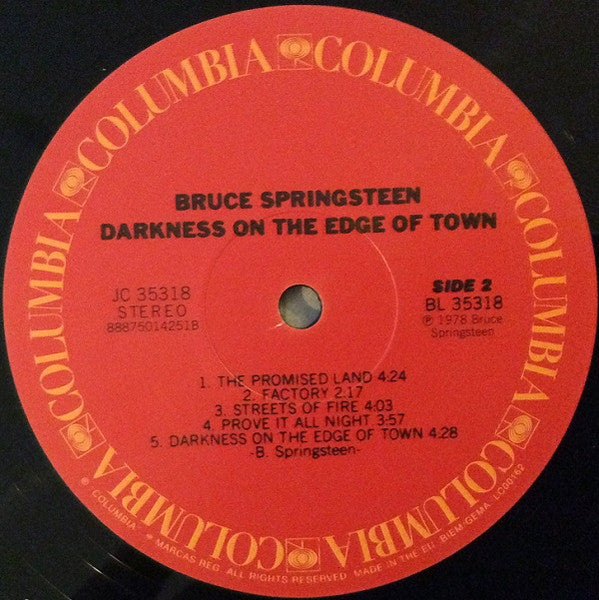 COLUMBIA COLUMBIA COLUMBIA COLUMBIA COLUMBIA COLUMBIA COLUMBIA
BRUCE SPRINGSTEEN
DARKNESS ON THE EDGE OF TOWN
JC 35318
STEREO
88875014251B
SIDE 2
BL 35318
℗ 1978 Bruce
Springsteen
1. THE PROMISED LAND 4:24
2. FACTORY 2:17
3. STREETS OF FIRE 4:03
4. PROVE IT ALL NIGHT 3:57
5. DARKNESS ON THE EDGE OF TOWN 4:28
-B. Springsteen-
COLUMBIA, MARCAS REG. ALL RIGHTS RESERVED MADE IN THE EU BIEM-GEMA LC00162